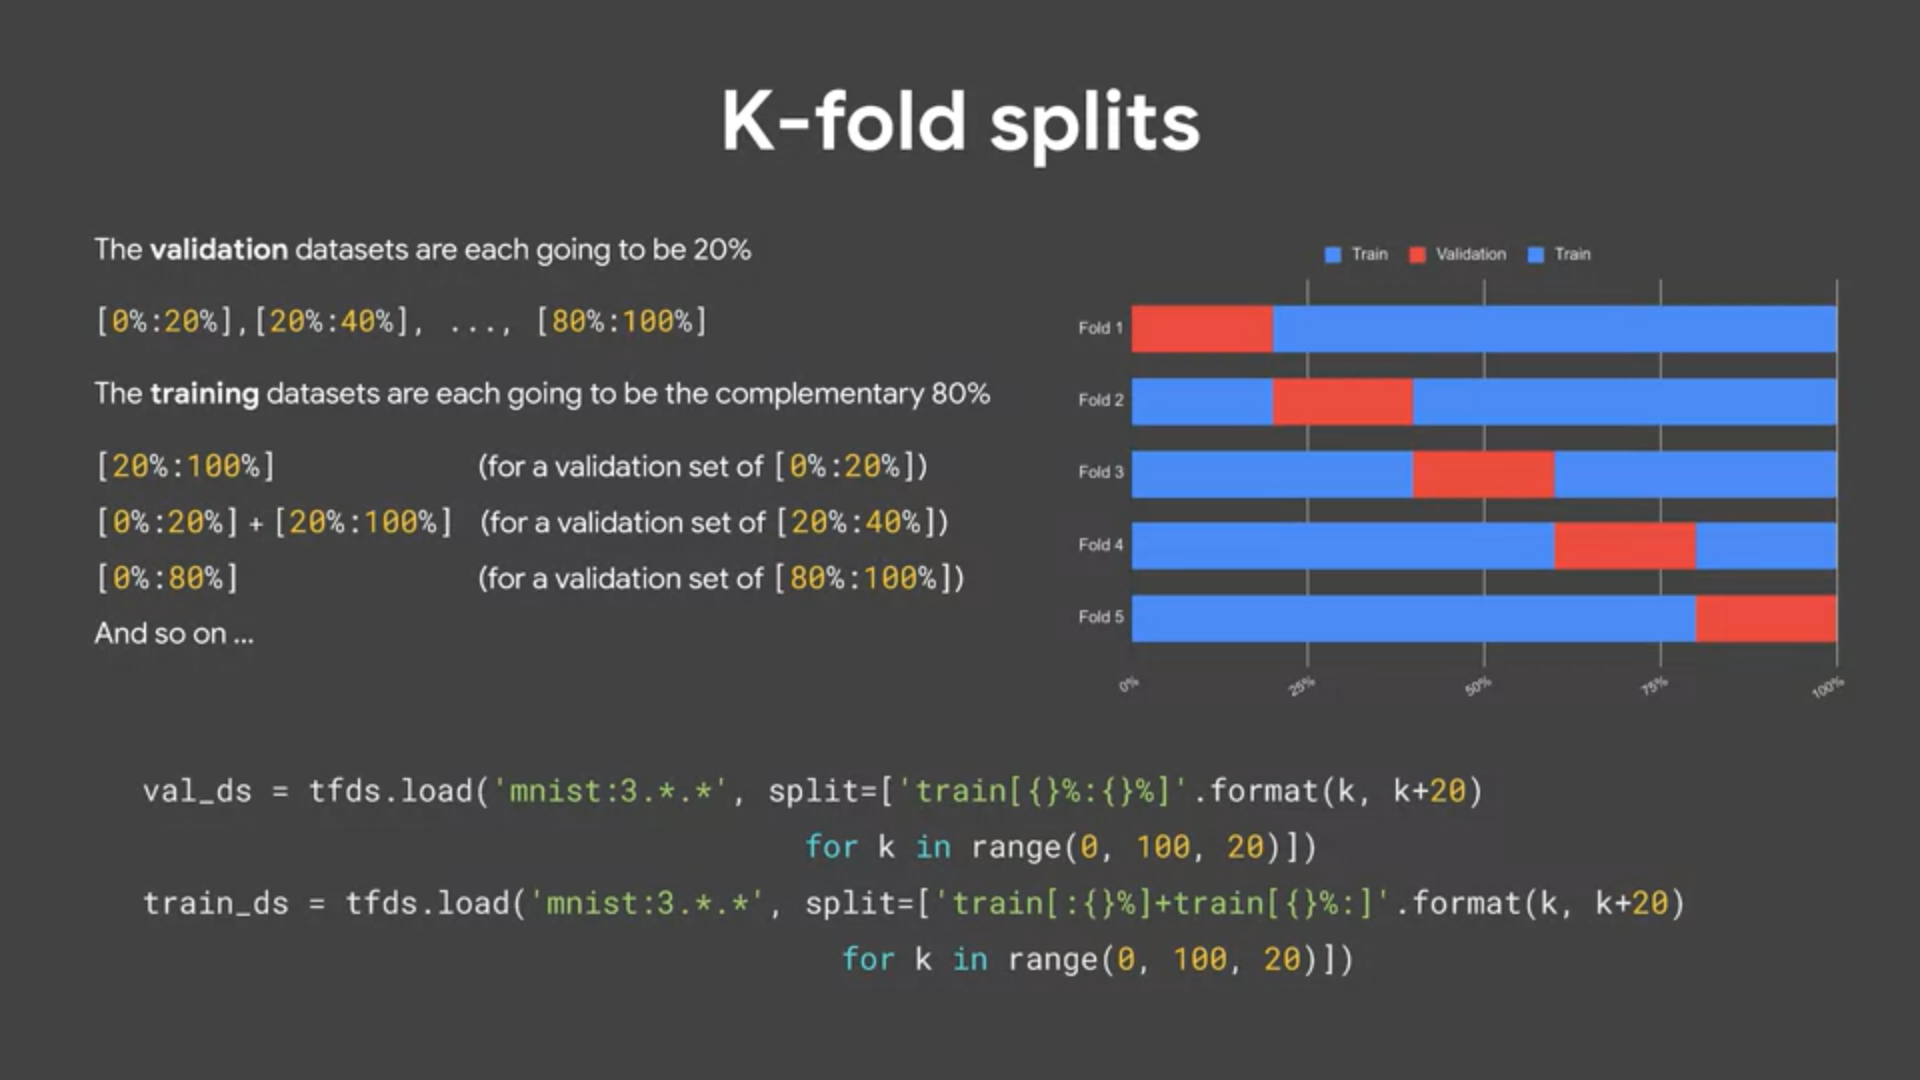 K-fold splits
The validation datasets are each going to be 20%
[0%:20%],[20%:40%], ..., [80%:100%]
The training datasets are each going to be the complementary 80%
[20%:100%] (for a validation set of [0%:20%])
[0%:20%] + [20%:100%] (for a validation set of [20%:40%])
[0%:80%] (for a validation set of [80%:100%])
And so on ...
Train Validation Train
Fold 1
Fold 2
Fold 3
Fold 4
Fold 5
0% 25% 50% 75% 100%
val_ds = tfds.load('mnist:3.*.*', split=['train[{}%:{}%]'.format(k, k+20)
for k in range(0, 100, 20)])
train_ds = tfds.load('mnist:3.*.*', split=['train[:{}%]+train[{}%:]'.format(k, k+20)
for k in range(0, 100, 20)])